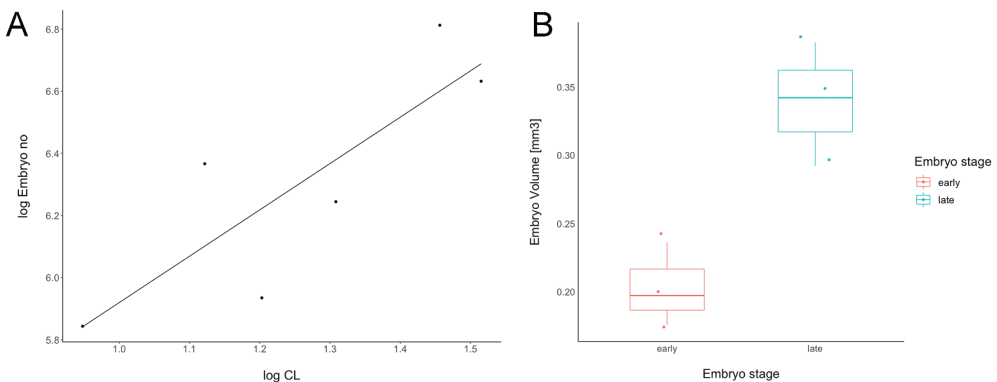 A
6.8
6.6
6.4
6.2
6.0
5.8
log Embryo no
1.0 1.1 1.2 1.3 1.4 1.5
log CL
B
0.35
0.30
0.25
0.20
Embryo Volume [mm3]
early late
Embryo stage
Embryo stage
early
late